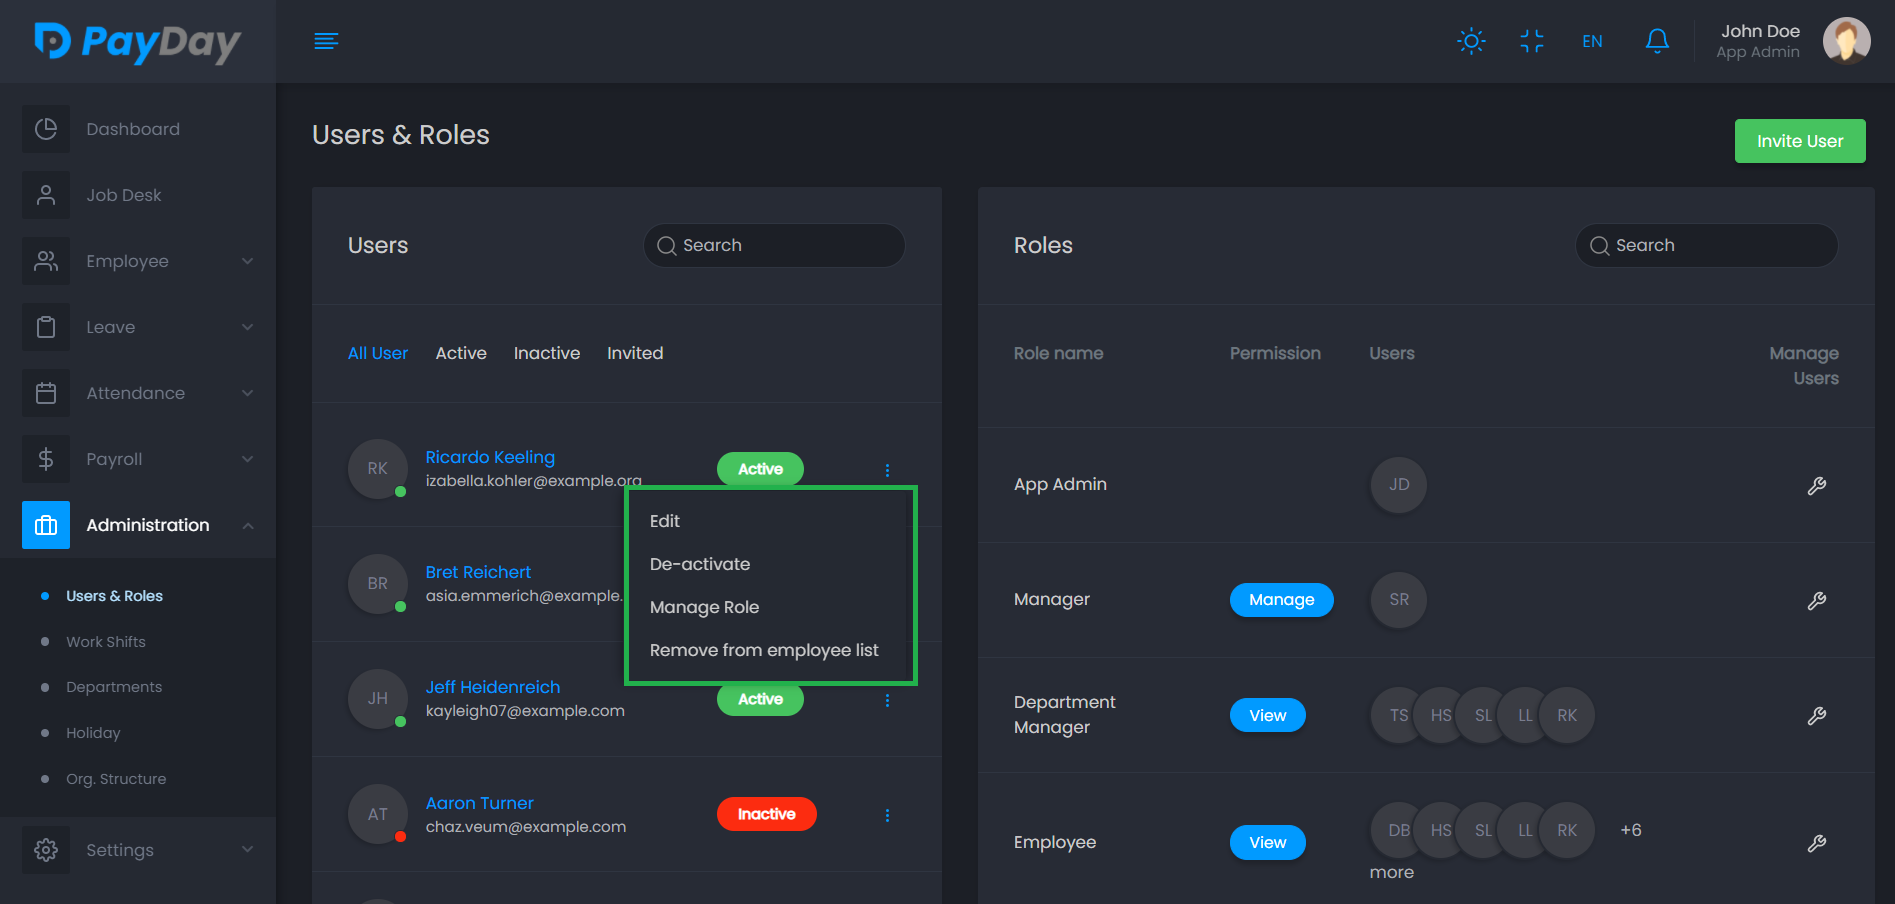 PayDay
EN
John Doe
App Admin
Dashboard
Job Desk
Employee
Leave
Attendance
Payroll
Administration
Users & Roles
Work Shifts
Departments
Holiday
Org. Structure
Settings
Users & Roles
Invite User
Users
Search
All User Active Inactive Invited
RK
Ricardo Keeling
izabella.kohler@example.org
Active
Edit
De-activate
Manage Role
Remove from employee list
BR
Bret Reichert
asia.emmerich@example.
JH
Jeff Heidenreich
kayleigh07@example.com
Active
AT
Aaron Turner
chaz.veum@example.com
Inactive
Roles
Search
Role name Permission Users Manage
Users
App Admin JD
Manager Manage SR
Department
Manager
View TS HS SL LL RK
Employee View DB HS SL LL RK +6
more